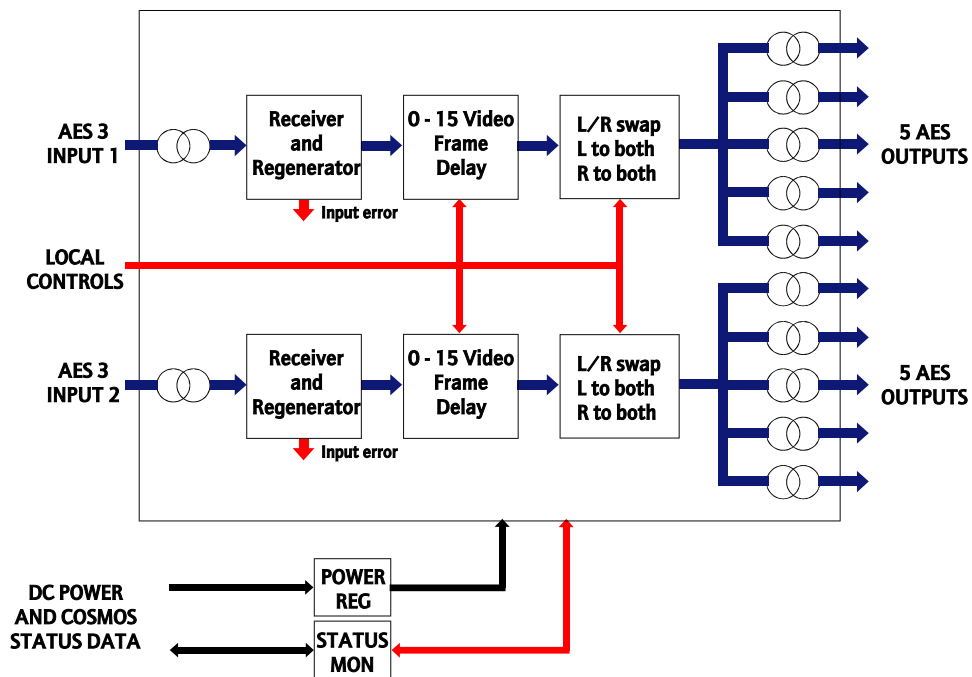 AES 3
INPUT 1
Receiver
and
Regenerator
Input error
0 - 15 Video
Frame
Delay
L/R swap
L to both
R to both
5 AES
OUTPUTS
LOCAL
CONTROLS
AES 3
INPUT 2
Receiver
and
Regenerator
Input error
0 - 15 Video
Frame
Delay
L/R swap
L to both
R to both
5 AES
OUTPUTS
DC POWER
AND COSMOS
STATUS DATA
POWER
REG
STATUS
MON